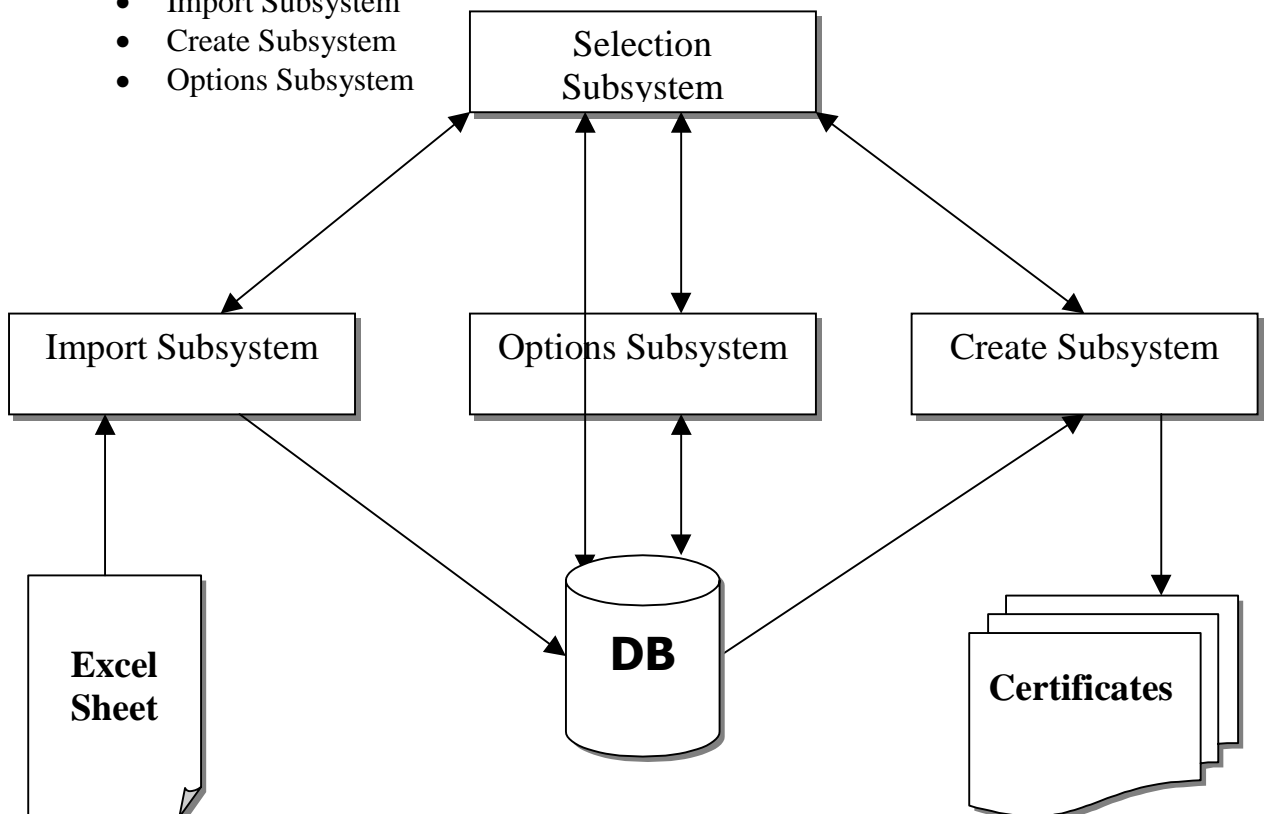 • Import Subsystem
• Create Subsystem
• Options Subsystem
Selection
Subsystem
Import Subsystem
Options Subsystem
Create Subsystem
Excel
Sheet
DB
Certificates